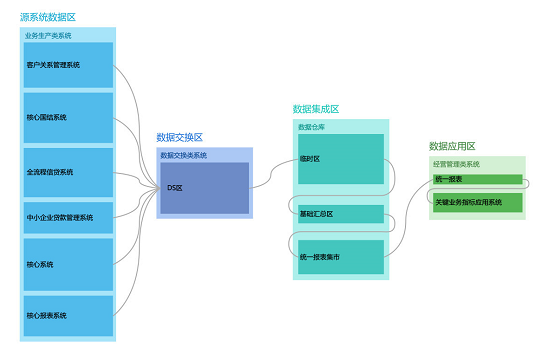 源系统数据区
业务生产类系统
客户关系管理系统
核心国结系统
全流程信贷系统
中小企业贷款管理系统
核心系统
核心报表系统
数据交换区
数据交换类系统
DS区
数据集成区
数据仓库
临时区
基础汇总区
统一报表集市
数据应用区
经营管理类系统
统一报表
关键业务指标应用系统